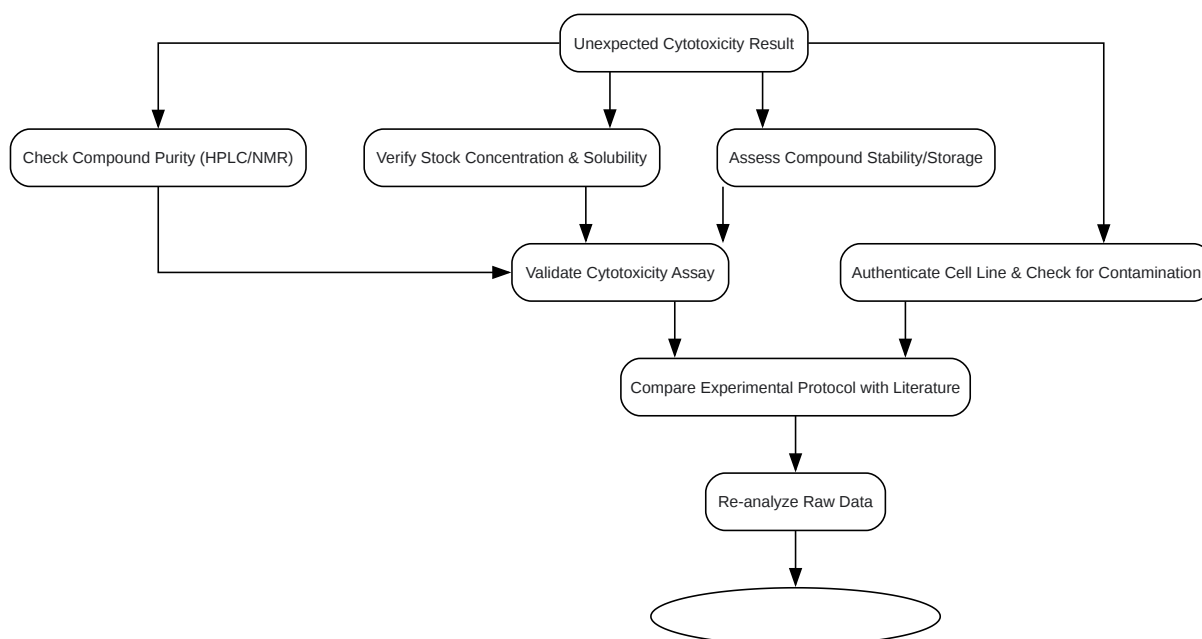 Unexpected Cytotoxicity Result
Check Compound Purity (HPLC/NMR)
Verify Stock Concentration & Solubility
Assess Compound Stability/Storage
Validate Cytotoxicity Assay
Authenticate Cell Line & Check for Contamination
Compare Experimental Protocol with Literature
Re-analyze Raw Data